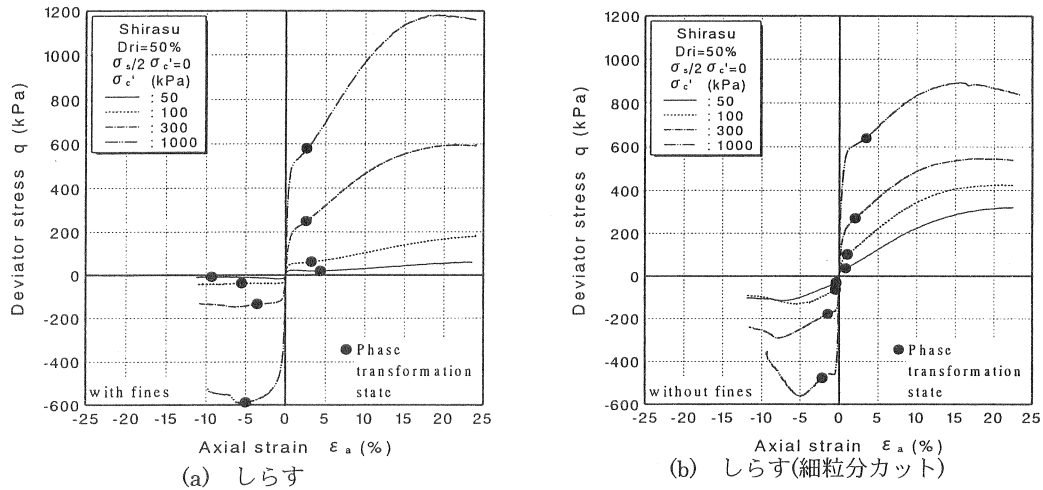 1200
1000
800
600
400
200
0
-200
-400
-600
Deviator stress q (kPa)
Shirasu
Dri=50%
σs/2 σc'=0
σc' (kPa)
: 50
: 100
: 300
: 1000
Phase
transformation
state
with fines
-25 -20 -15 -10 -5 0 5 10 15 20 25
Axial strain εa (%)
(a) しらす
1200
1000
800
600
400
200
0
-200
-400
-600
Deviator stress q (kPa)
Shirasu
Dri=50%
σs/2 σc'=0
σc' (kPa)
: 50
: 100
: 300
: 1000
Phase
transformation
state
without fines
-25 -20 -15 -10 -5 0 5 10 15 20 25
Axial strain εa (%)
(b) しらす(細粒分カット)